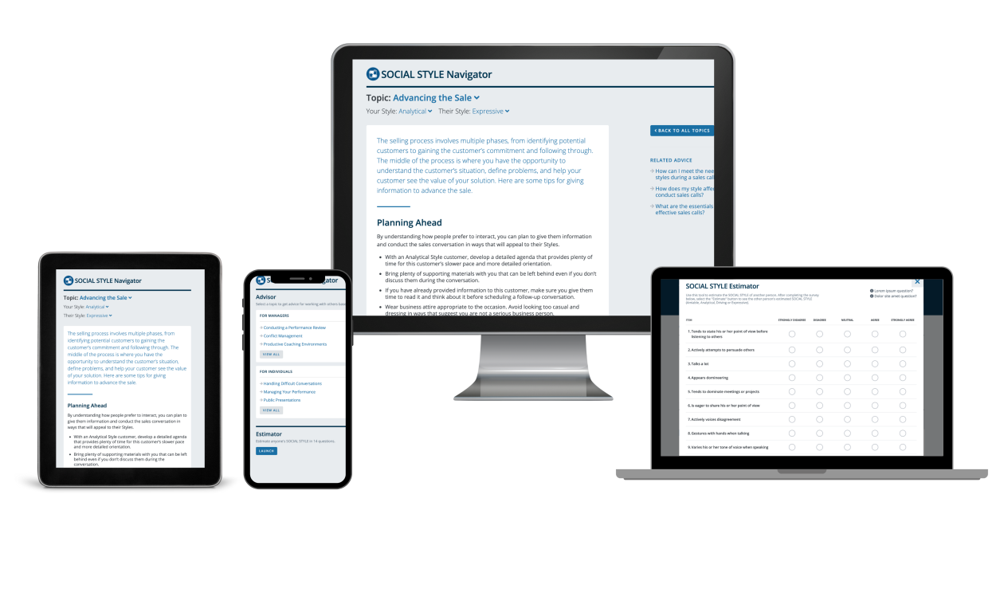 SOCIAL STYLE Navigator
Topic: Advancing the Sale
Your Style: Analytical Their Style: Expressive
The selling process involves multiple phases, from identifying potential
customers to gaining the customer's commitment and following through.
The middle of the process is where you have the opportunity to
understand the customer's situation, define problems, and help your
customer see the value of your solution. Here are some tips for giving
information to advance the sale.
Planning Ahead
By understanding how people prefer to interact, you can plan to give them information
and conduct the sales conversation in ways that will appeal to their Styles.
• With an Analytical Style customer, develop a detailed agenda that provides plenty of
time for this customer's slower pace and more detailed orientation.
• Bring plenty of supporting materials with you that can be left behind even if you don't
discuss them during the conversation.
• If you have already provided information to this customer, make sure you give them
time to read it and think about it before scheduling a follow-up conversation.
• Wear business attire appropriate to the occasion. Avoid looking too casual and
dressing in ways that suggest you are not a serious business person.
BACK TO ALL TOPICS
RELATED ADVICE
How can I meet the nee
styles during a sales cal
How does my style affe
conduct sales calls?
What are the essentials
effective sales calls?
SOCIAL STYLE Navigator
Topic: Advancing the Sale
Your Style: Analytical
Their Style: Expressive
The selling process involves multiple phases, from
identifying potential customers to gaining the
customer's commitment and following through. The
middle of the process is where you have the
opportunity to understand the customer's situation,
define problems, and help your customer see the value
of your solution. Here are some tips for giving
information to advance the sale.
Planning Ahead
By understanding how people prefer to interact, you can plan to
give them information and conduct the sales conversation in
ways that will appeal to their Styles.
• With an Analytical Style customer, develop a detailed agenda
that provides plenty of time for this customer's slower pace
and more detailed orientation.
• Bring plenty of supporting materials with you that can be left
behind even if you don't discuss them during the
conversation.
Advisor
Select a topic to get advice for working with others base
FOR MANAGERS
Conducting a Performance Review
Conflict Management
Productive Coaching Environments
VIEW ALL
FOR INDIVIDUALS
Handling Difficult Conversations
Managing Your Performance
Public Presentations
VIEW ALL
Estimator
Estimate anyone's SOCIAL STYLE in 14 questions.
LAUNCH
SOCIAL STYLE Estimator
Use this tool to estimate the SOCIAL STYLE of another person. After completing the survey
below, select the "Estimate" button to see the other person's estimated SOCIAL STYLE
(Amiable, Analytical, Driving or Expressive).
Lorem ipsum question?
Dolor site amet question?
ITEM STRONGLY DISAGREE DISAGREE NEUTRAL AGREE STRONGLY AGREE
1. Tends to state his or her point of view before
listening to others
2. Actively attempts to persuade others
3. Talks a lot
4. Appears domineering
5. Tends to dominate meetings or projects
6. Is eager to share his or her point of view
7. Actively voices disagreement
8. Gestures with hands when talking
9. Varies his or her tone of voice when speaking